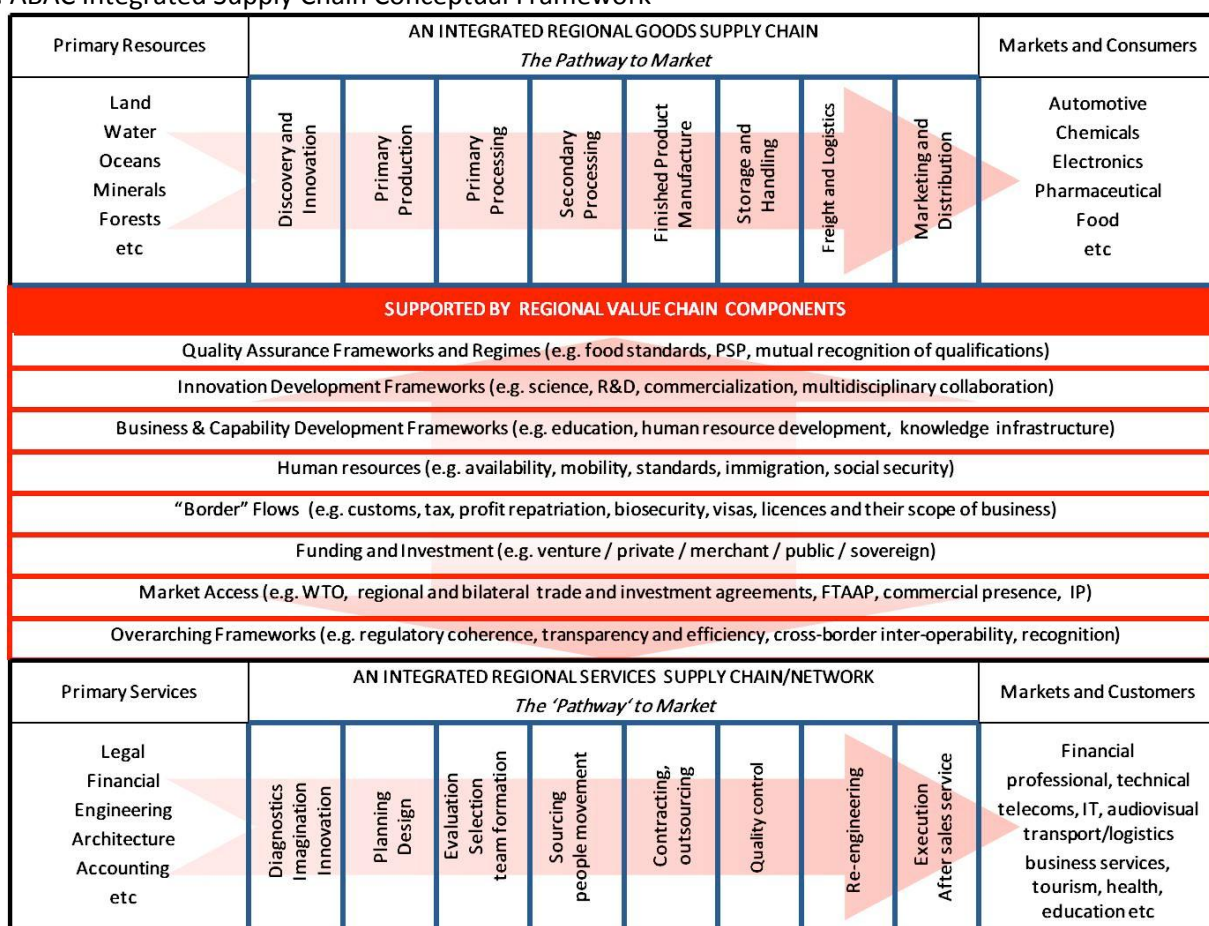 ABAC Integrated Supply Chain Conceptual Framework
Primary Resources
AN INTEGRATED REGIONAL GOODS SUPPLY CHAIN
The Pathway to Market
Markets and Consumers
Land
Water
Oceans
Minerals
Forests
etc
Discovery and
Innovation
Primary
Production
Primary
Processing
Secondary
Processing
Finished Product
Manufacture
Storage and
Handling
Freight and Logistics
Marketing and
Distribution
Automotive
Chemicals
Electronics
Pharmaceutical
Food
etc
SUPPORTED BY REGIONAL VALUE CHAIN COMPONENTS
Quality Assurance Frameworks and Regimes (e.g. food standards, PSP, mutual recognition of qualifications)
Innovation Development Frameworks (e.g. science, R&D, commercialization, multidisciplinary collaboration)
Business & Capability Development Frameworks (e.g. education, human resource development, knowledge infrastructure)
Human resources (e.g. availability, mobility, standards, immigration, social security)
“Border” Flows (e.g. customs, tax, profit repatriation, biosecurity, visas, licences and their scope of business)
Funding and Investment (e.g. venture / private / merchant / public / sovereign)
Market Access (e.g. WTO, regional and bilateral trade and investment agreements, FTAAP, commercial presence, IP)
Overarching Frameworks (e.g. regulatory coherence, transparency and efficiency, cross-border inter-operability, recognition)
Primary Services
AN INTEGRATED REGIONAL SERVICES SUPPLY CHAIN/NETWORK
The ‘Pathway’ to Market
Markets and Customers
Legal
Financial
Engineering
Architecture
Accounting
etc
Diagnostics
Imagination
Innovation
Planning
Design
Evaluation
Selection
team formation
Sourcing
people movement
Contracting,
outsourcing
Quality control
Re-engineering
Execution
After sales service
Financial
professional, technical
telecoms, IT, audiovisual
transport/logistics
business services,
tourism, health,
education etc